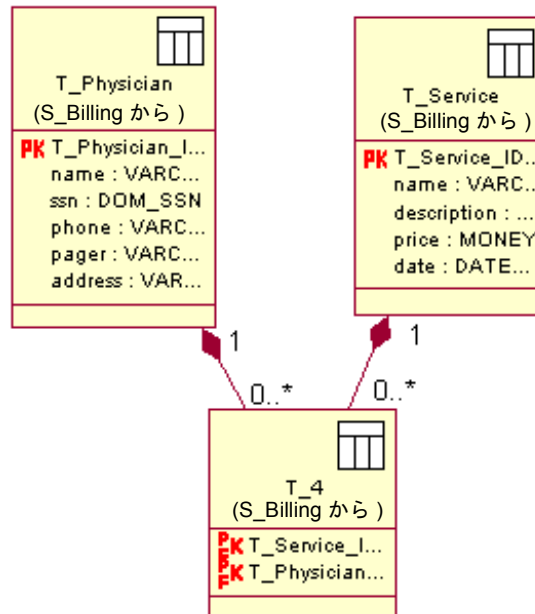 T_Physician
(S_Billing から )
PK T_Physician_I...
name : VARC...
ssn : DOM_SSN
phone : VARC...
pager : VARC...
address : VAR...
T_Service
(S_Billing から )
PK T_Service_ID...
name : VARC...
description : ...
price : MONEY
date : DATE...
1
0..*
1
0..*
T_4
(S_Billing から )
PK T_Service_I...
PK T_Physician...